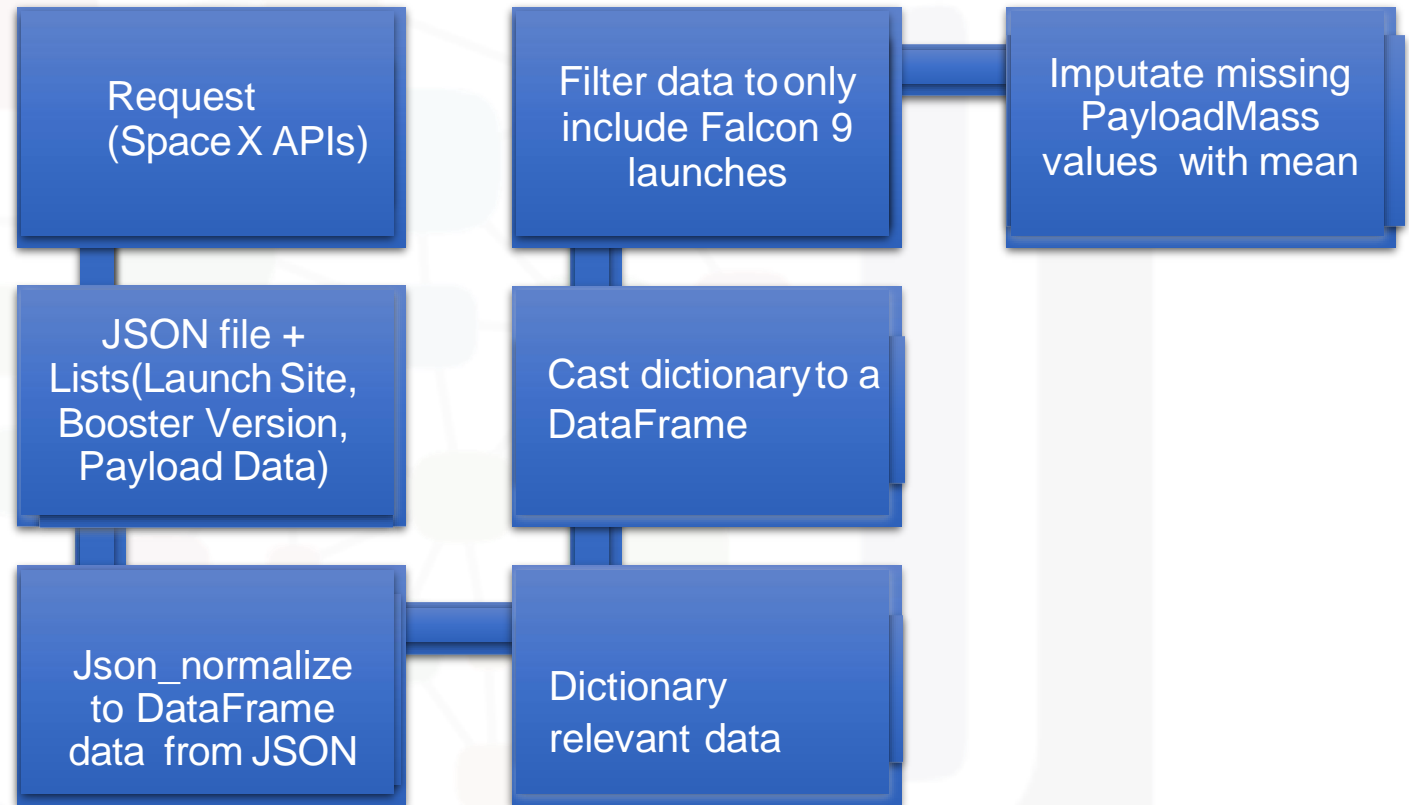 Request
(Space X APIs)
JSON file +
Lists(Launch Site,
Booster Version,
Payload Data)
Json_normalize
to DataFrame
data from JSON
Dictionary
relevant data
Cast dictionary to a
DataFrame
Filter data to only
include Falcon 9
launches
Imputate missing
PayloadMass
values with mean